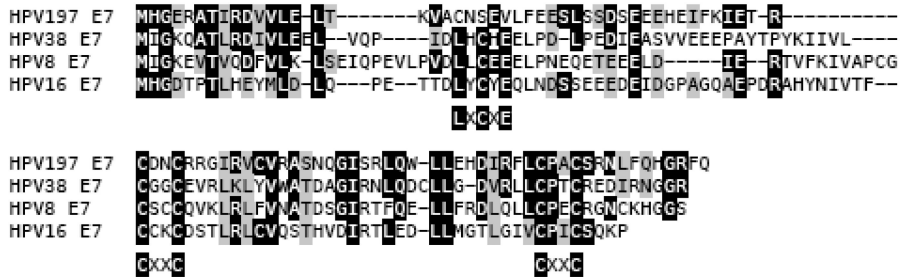 HPV197 E7 MHGERATIRDVVLE-LT-------KVACNSEVLFEESLSSDSEEEHEIFKIET-R----------
HPV38 E7 MIGKQATLRDIVLEEL--VQP----IDLHCHEELPD-LPEDIEASVVEEEPAYTPYKIIVL----
HPV8 E7 MIGKEVTVQDFVLK-LSEIQPEVLPVDLLCEEELPNEQETEEELD-----IE--RTVFKIVAPCG
HPV16 E7 MHGDTPTLHEYMLD-LQ---PE--TTDLYCYEQLNDSSEEEDEIDGPAGQAEPDRAHYNIVTF--
LXCXE
HPV197 E7 CDNCRRGIRVCVRASNQGISRLQW-LLEHDIRFLCPACSRNLFQHGRFQ
HPV38 E7 CGGCEVRLKLYVWATDAGIRNLQDCLLG-DVRLLCPTCREDIRNGGR
HPV8 E7 CSCCQVKLRLFVNATDSGIRTFQE-LLFRDLQLLCPECRGNCKHGGS
HPV16 E7 CCKCDSTLRLCVQSTHVDIRTLED-LLMGTLGIVCPICSQKP
CXXC CXXC